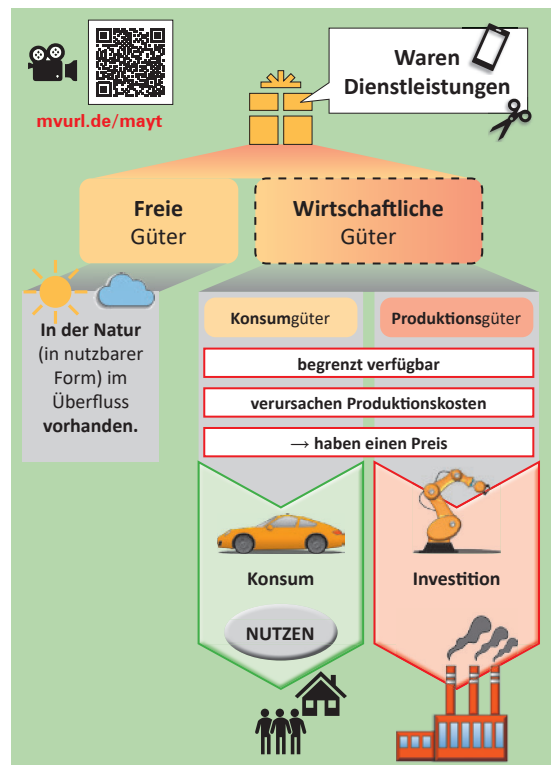 mvurl.de/mayt
Waren
Dienstleistungen
Freie
Güter
Wirtschaftliche
Güter
In der Natur
(in nutzbarer
Form) im
Überfluss
vorhanden.
Konsumgüter
Produktionsgüter
begrenzt verfügbar
verursachen Produktionskosten
→ haben einen Preis
Konsum
Investition
NUTZEN